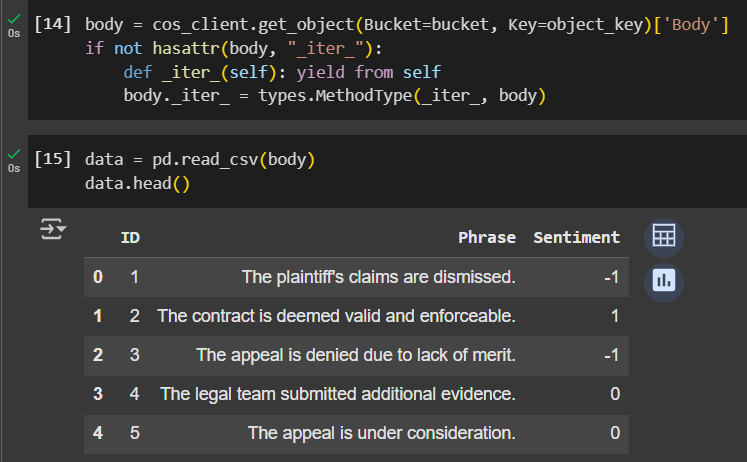 [14] body = cos_client.get_object(Bucket=bucket, Key=object_key)['Body']
0s
if not hasattr(body, "_iter_"):
    def _iter_(self): yield from self
    body._iter_ = types.MethodType(_iter_, body)
[15] data = pd.read_csv(body)
0s
data.head()
ID Phrase Sentiment
0 1 The plaintiff's claims are dismissed. -1
1 2 The contract is deemed valid and enforceable. 1
2 3 The appeal is denied due to lack of merit. -1
3 4 The legal team submitted additional evidence. 0
4 5 The appeal is under consideration. 0